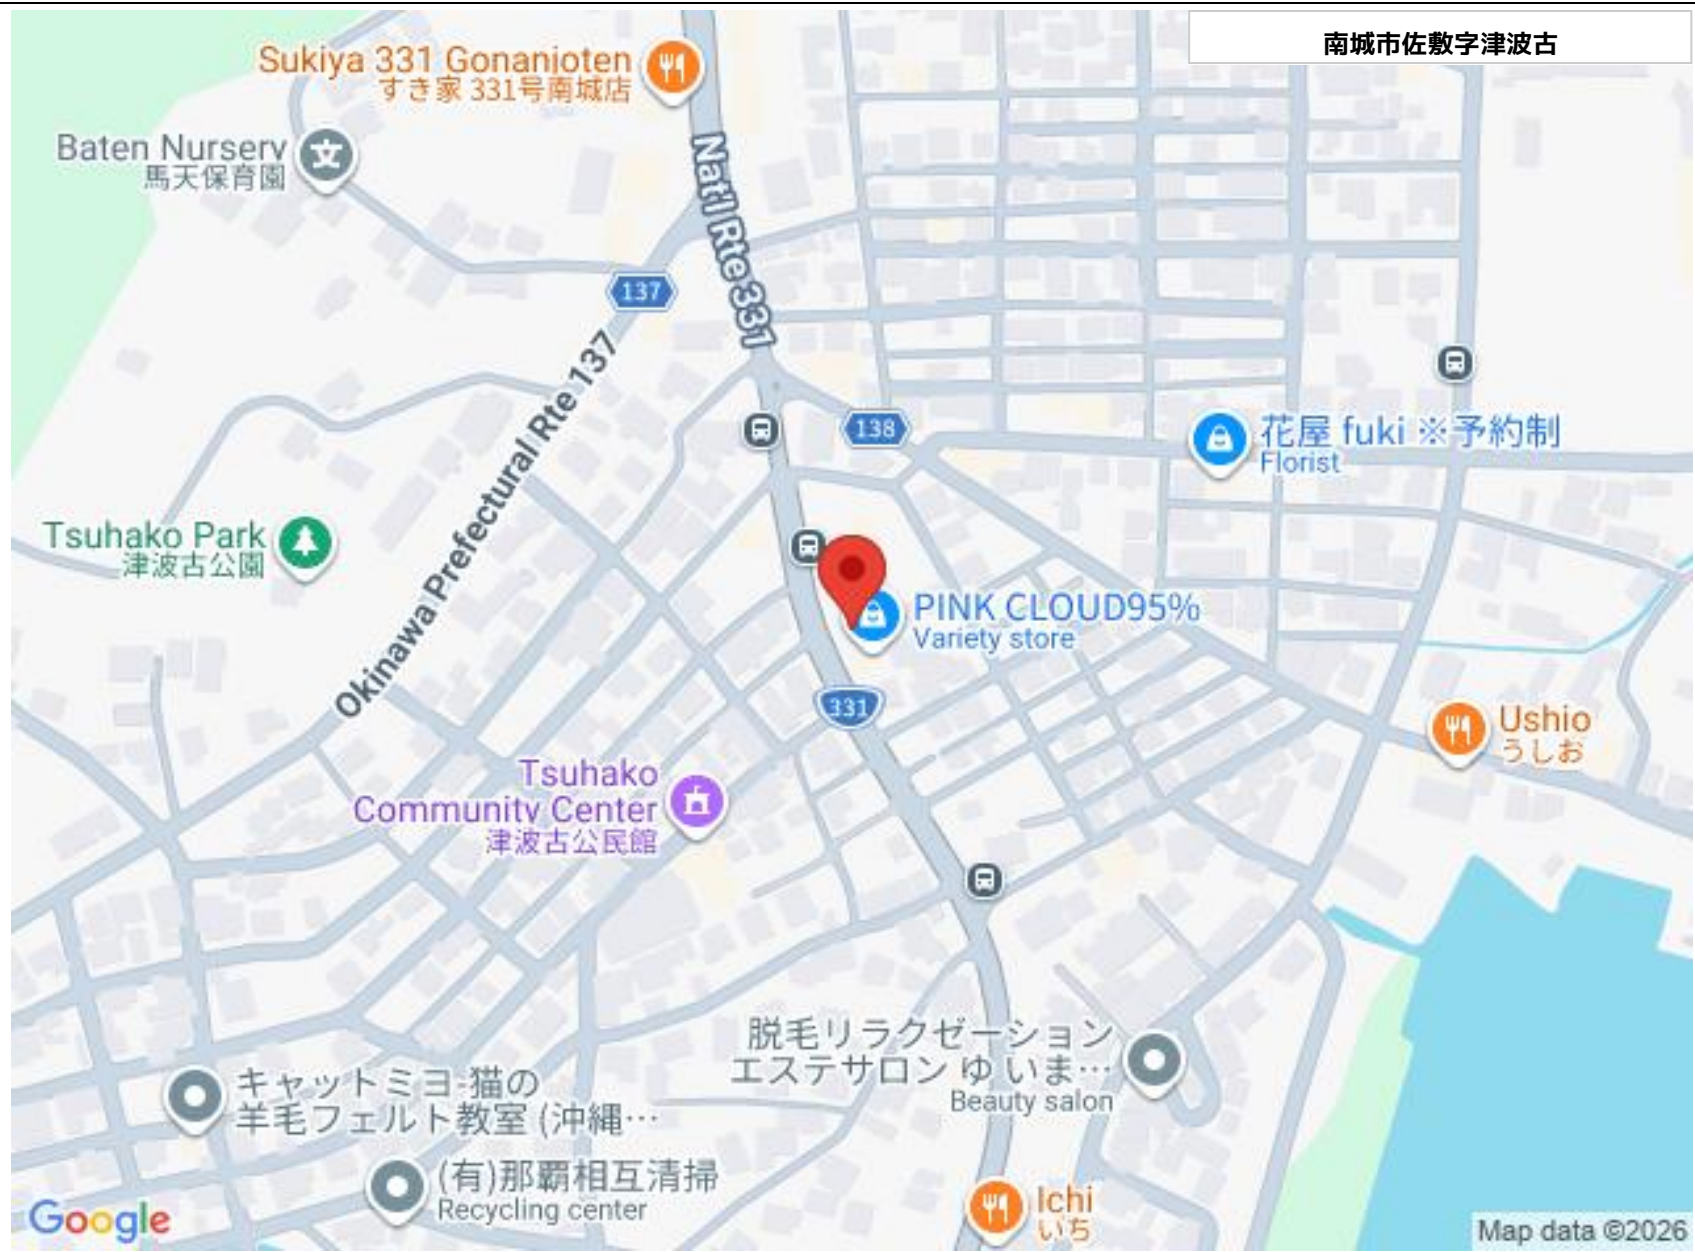 南城市佐敷字津波古
Sukiya 331 Gonanjoten
すき家 331号南城店
Baten Nursery
馬天保育園
Nat'l Rte 331
137
Okinawa Prefectural Rte 137
138
花屋 fuki ※予約制
Florist
Tsuhako Park
津波古公園
PINK CLOUD95%
Variety store
331
Ushio
うしお
Tsuhako
Community Center
津波古公民館
脱毛リラクゼーション
エステサロン ゆ いま…
Beauty salon
キャットミヨ-猫の
羊毛フェルト教室 (沖縄…
(有)那覇相互清掃
Recycling center
Ichi
いち
Google
Map data ©2026